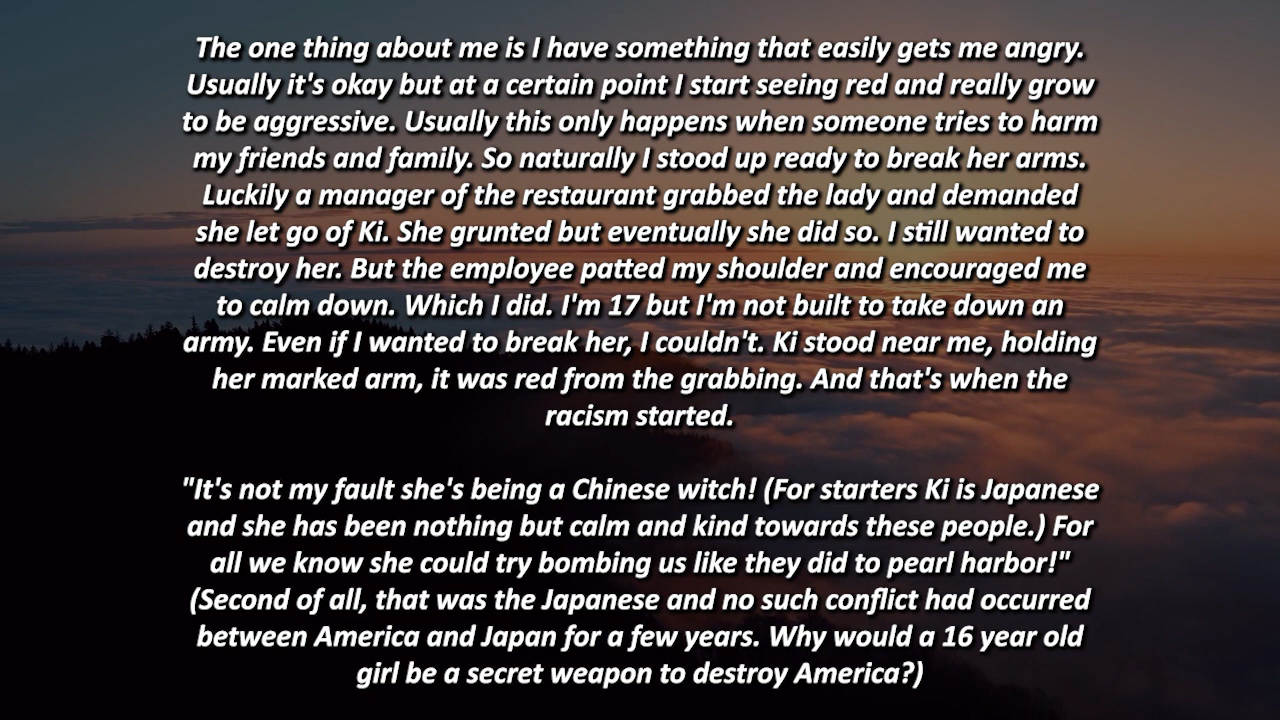 The one thing about me is I have something that easily gets me angry.
Usually it's okay but at a certain point I start seeing red and really grow
to be aggressive. Usually this only happens when someone tries to harm
my friends and family. So naturally I stood up ready to break her arms.
Luckily a manager of the restaurant grabbed the lady and demanded
she let go of Ki. She grunted but eventually she did so. I still wanted to
destroy her. But the employee patted my shoulder and encouraged me
to calm down. Which I did. I'm 17 but I'm not built to take down an
army. Even if I wanted to break her, I couldn't. Ki stood near me, holding
her marked arm, it was red from the grabbing. And that's when the
racism started.
"It's not my fault she's being a Chinese witch! (For starters Ki is Japanese
and she has been nothing but calm and kind towards these people.) For
all we know she could try bombing us like they did to pearl harbor!"
(Second of all, that was the Japanese and no such conflict had occurred
between America and Japan for a few years. Why would a 16 year old
girl be a secret weapon to destroy America?)